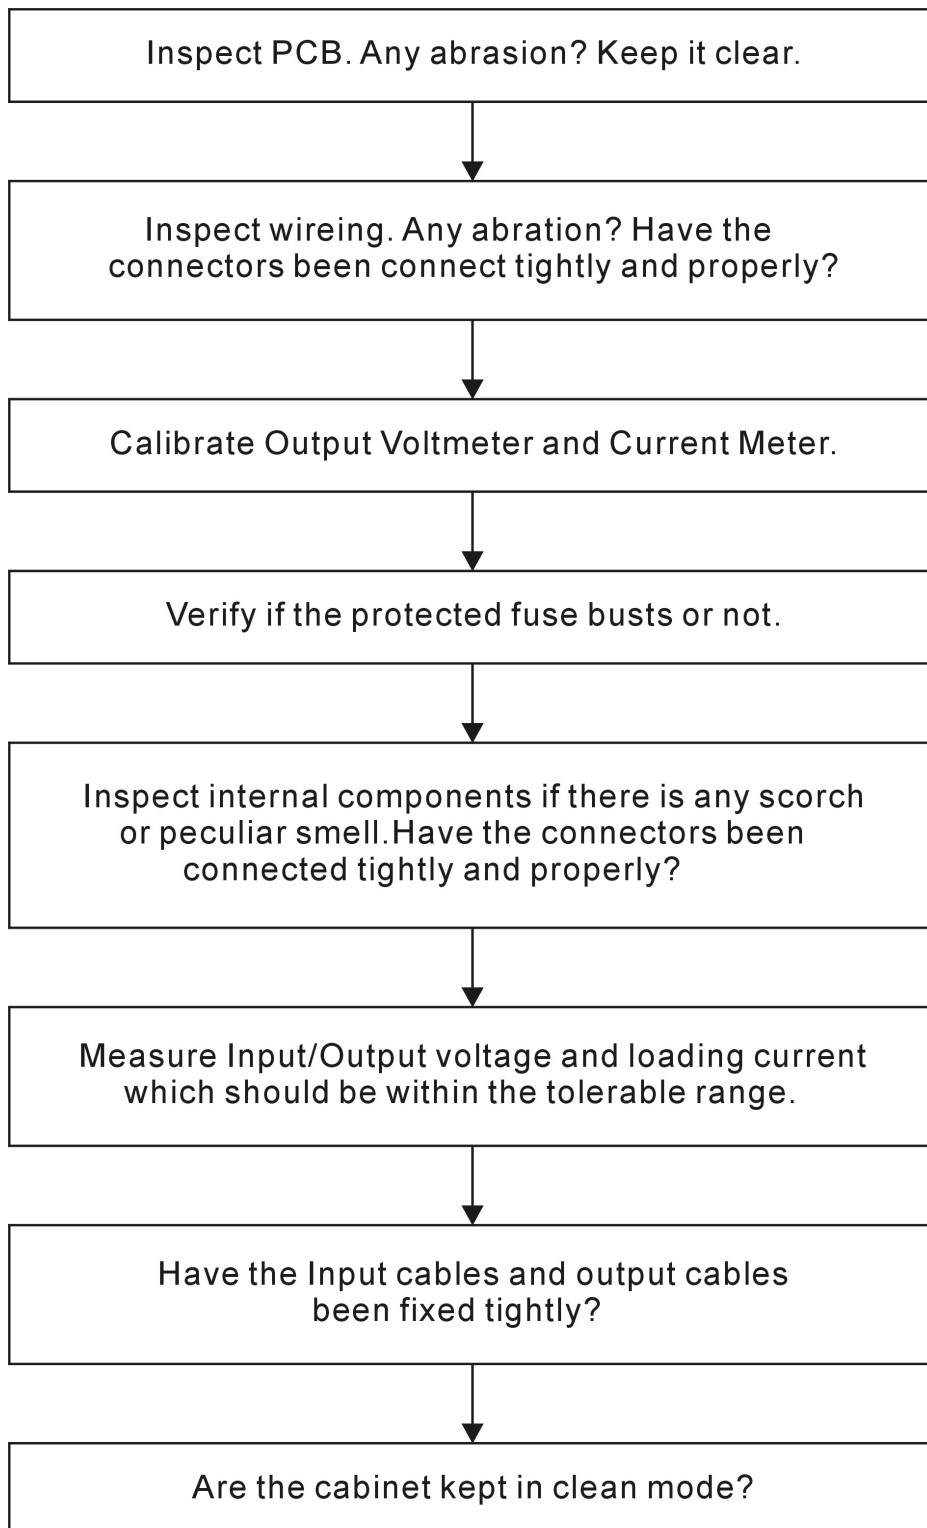 Inspect PCB. Any abrasion? Keep it clear.
Inspect wireing. Any abration? Have the
connectors been connect tightly and properly?
Calibrate Output Voltmeter and Current Meter.
Verify if the protected fuse busts or not.
Inspect internal components if there is any scorch
or peculiar smell.Have the connectors been
connected tightly and properly?
Measure Input/Output voltage and loading current
which should be within the tolerable range.
Have the Input cables and output cables
been fixed tightly?
Are the cabinet kept in clean mode?